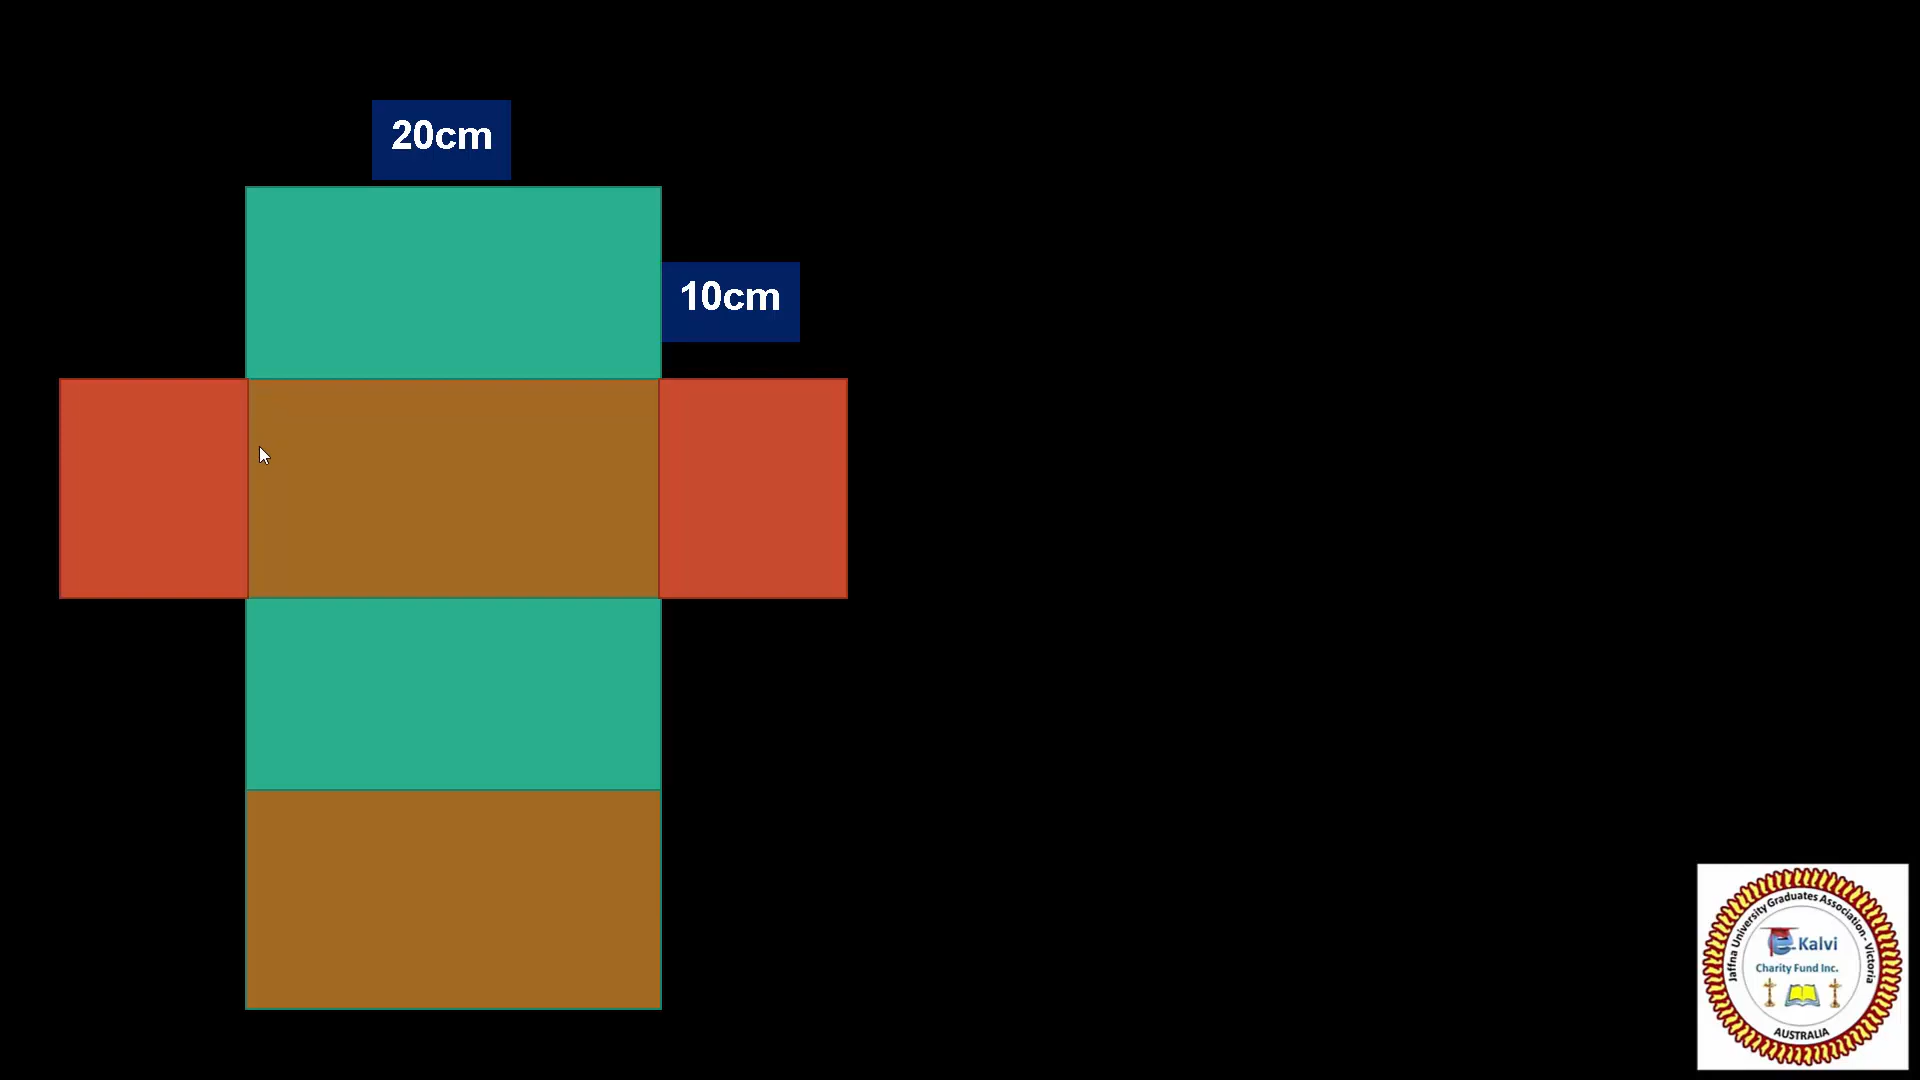 20cm
10cm
Jaffna University Graduates Association - Victoria
e Kalvi
Charity Fund Inc.
AUSTRALIA